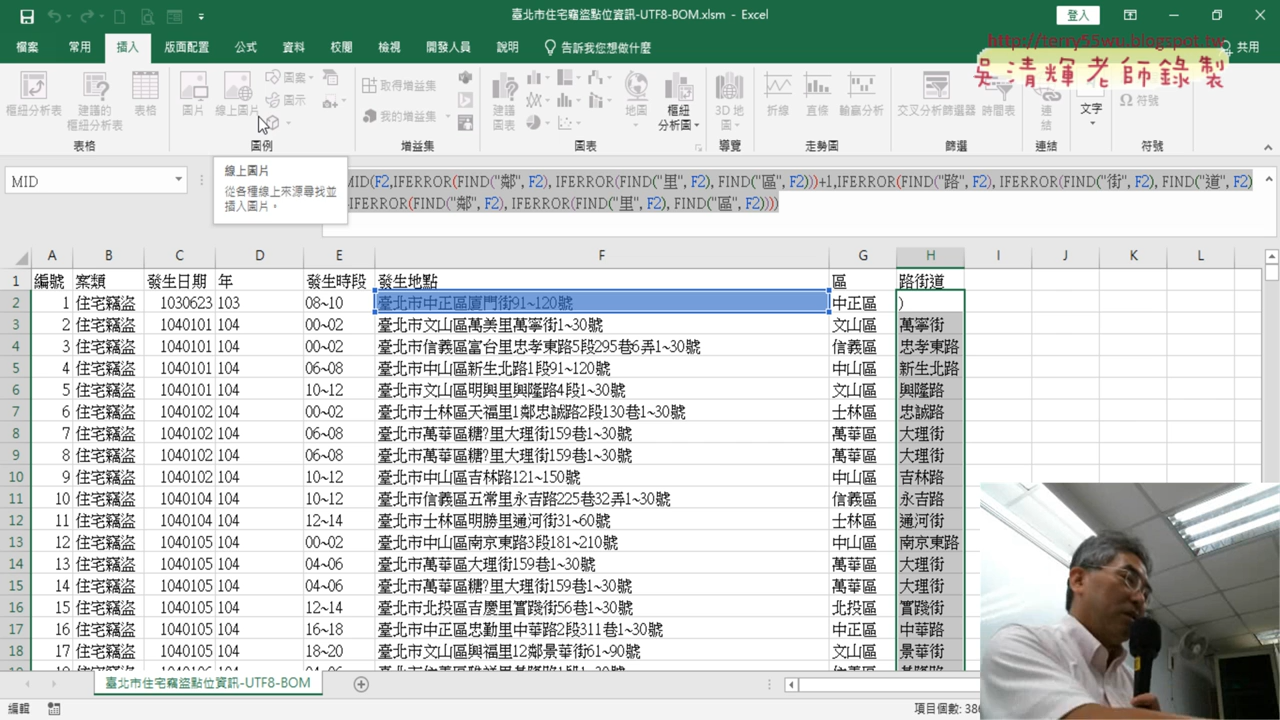 臺北市住宅竊盜點位資訊-UTF8-BOM.xlsm - Excel
登入
http://terry55wu.blogspot.tw
吳清輝老師錄製
檔案 常用 插入 版面配置 公式 資料 校閱 檢視 開發人員 說明 告訴我您想做什麼 共用
樞紐分析表 建議的樞紐分析表 表格 圖片 線上圖片 圖案 圖示 取得增益集 我的增益集 建議圖表 地圖 樞紐分析圖 3D 地圖 折線 直條 輸贏分析 交叉分析篩選器 時間表 連結 文字 符號
表格 圖例 增益集 圖表 導覽 走勢圖 篩選 連結 符號
線上圖片
從各種線上來源尋找並
插入圖片。
MID
MID(F2,IFERROR(FIND("鄰", F2), IFERROR(FIND("里", F2), FIND("區", F2)))+1,IFERROR(FIND("路", F2), IFERROR(FIND("街", F2), FIND("道", F2)
IFERROR(FIND("鄰", F2), IFERROR(FIND("里", F2), FIND("區", F2))))
A B C D E F G H I J K L
1 編號 案類 發生日期 年 發生時段 發生地點 區 路街道
2 1 住宅竊盜 1030623 103 08~10 臺北市中正區廈門街91~120號 中正區 )
3 2 住宅竊盜 1040101 104 00~02 臺北市文山區萬美里萬寧街1~30號 文山區 萬寧街
4 3 住宅竊盜 1040101 104 00~02 臺北市信義區富台里忠孝東路5段295巷6弄1~30號 信義區 忠孝東路
5 4 住宅竊盜 1040101 104 06~08 臺北市中山區新生北路1段91~120號 中山區 新生北路
6 5 住宅竊盜 1040101 104 10~12 臺北市文山區明興里興隆路4段1~30號 文山區 興隆路
7 6 住宅竊盜 1040102 104 00~02 臺北市士林區天福里1鄰忠誠路2段130巷1~30號 士林區 忠誠路
8 7 住宅竊盜 1040102 104 06~08 臺北市萬華區糖?里大理街159巷1~30號 萬華區 大理街
9 8 住宅竊盜 1040102 104 06~08 臺北市萬華區糖?里大理街159巷1~30號 萬華區 大理街
10 9 住宅竊盜 1040102 104 10~12 臺北市中山區吉林路121~150號 中山區 吉林路
11 10 住宅竊盜 1040104 104 10~12 臺北市信義區五常里永吉路225巷32弄1~30號 信義區 永吉路
12 11 住宅竊盜 1040104 104 12~14 臺北市士林區明勝里通河街31~60號 士林區 通河街
13 12 住宅竊盜 1040105 104 00~02 臺北市中山區南京東路3段181~210號 中山區 南京東路
14 13 住宅竊盜 1040105 104 04~06 臺北市萬華區大理街159巷1~30號 萬華區 大理街
15 14 住宅竊盜 1040105 104 04~06 臺北市萬華區糖?里大理街159巷1~30號 萬華區 大理街
16 15 住宅竊盜 1040105 104 12~14 臺北市北投區吉慶里實踐街56巷1~30號 北投區 實踐街
17 16 住宅竊盜 1040105 104 16~18 臺北市中正區忠勤里中華路2段311巷1~30號 中正區 中華路
18 17 住宅竊盜 1040105 104 18~20 臺北市文山區興福里12鄰景華街61~90號 文山區 景華街
臺北市住宅竊盜點位資訊-UTF8-BOM
編輯 項目個數: 38